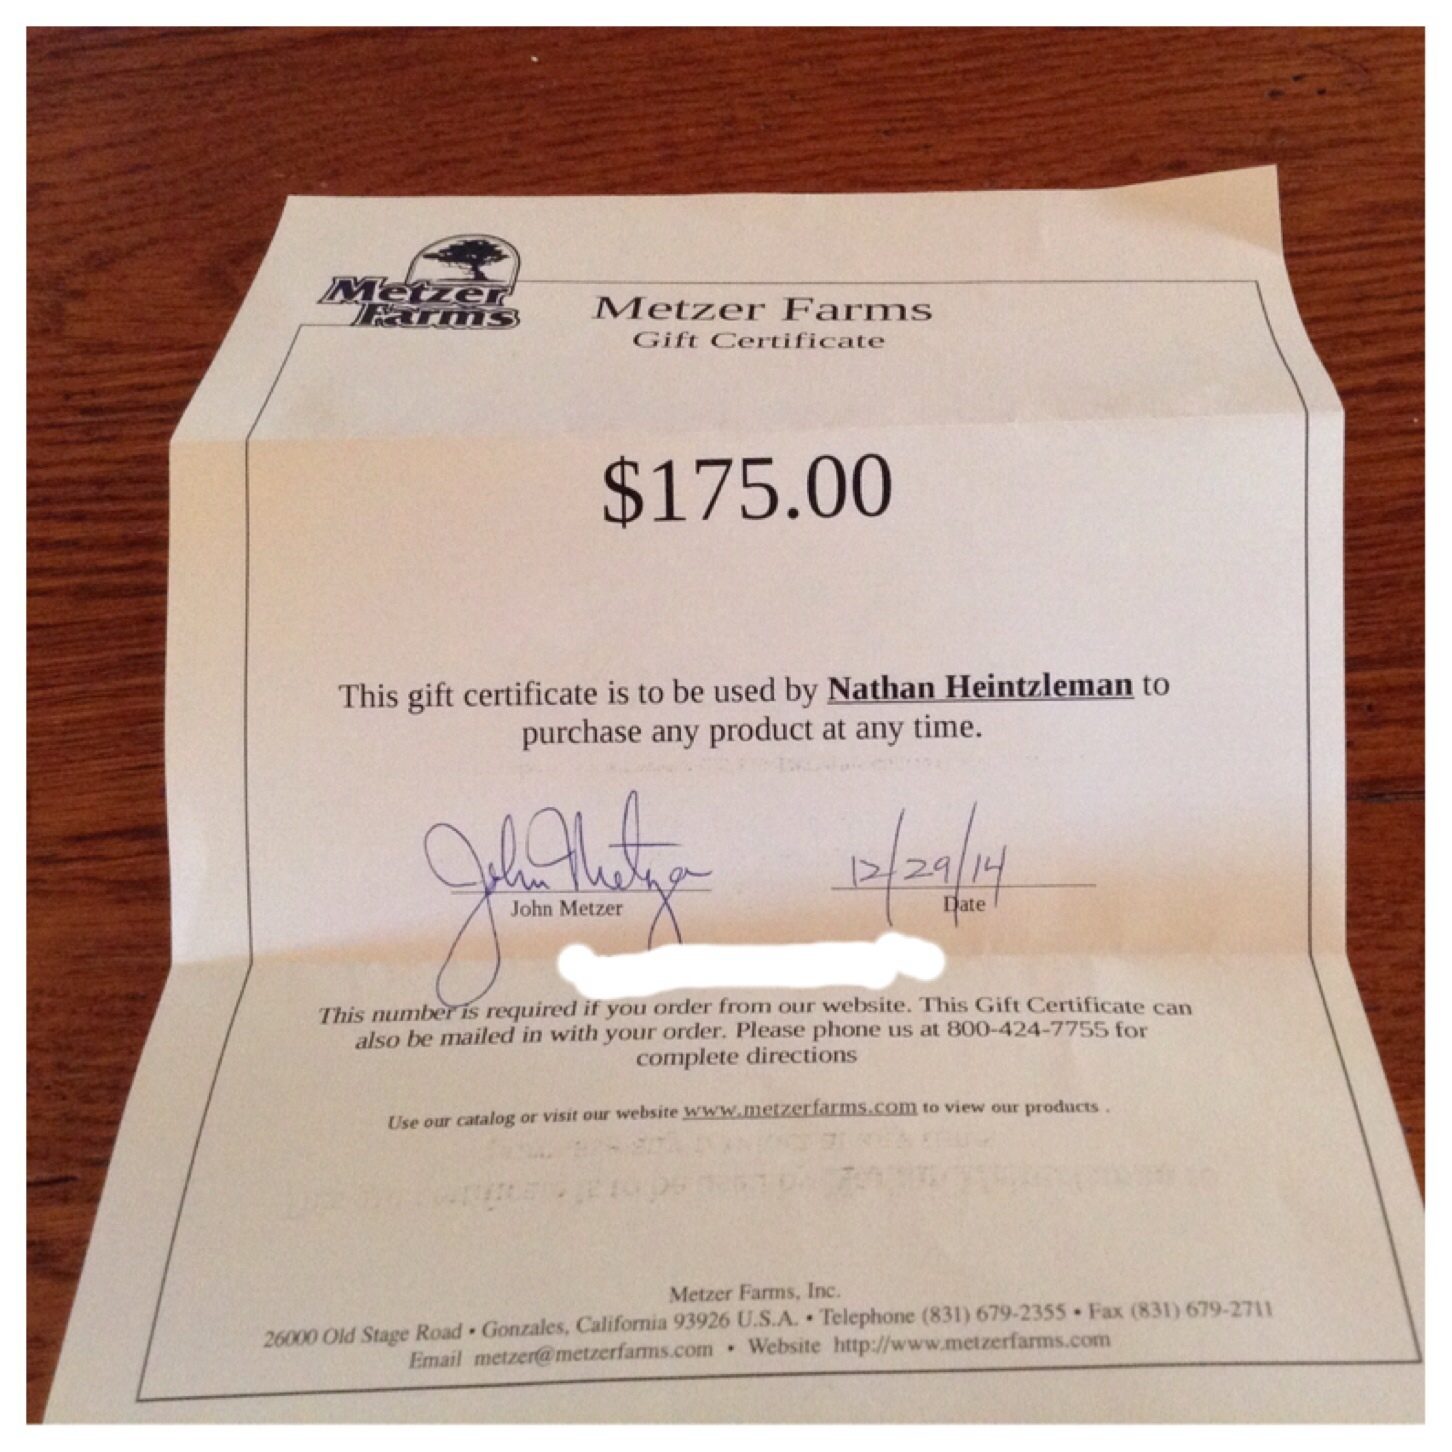 Metzer
Farms
Metzer Farms
Gift Certificate
$175.00
This gift certificate is to be used by Nathan Heintzleman to
purchase any product at any time.
John Metzer
12/29/14
John Metzer
Date
This number is required if you order from our website. This Gift Certificate can
also be mailed in with your order. Please phone us at 800-424-7755 for
complete directions
Use our catalog or visit our website www.metzerfarms.com to view our products .
Metzer Farms, Inc.
26000 Old Stage Road • Gonzales, California 93926 U.S.A. • Telephone (831) 679-2355 • Fax (831) 679-2711
Email metzer@metzerfarms.com • Website http://www.metzerfarms.com